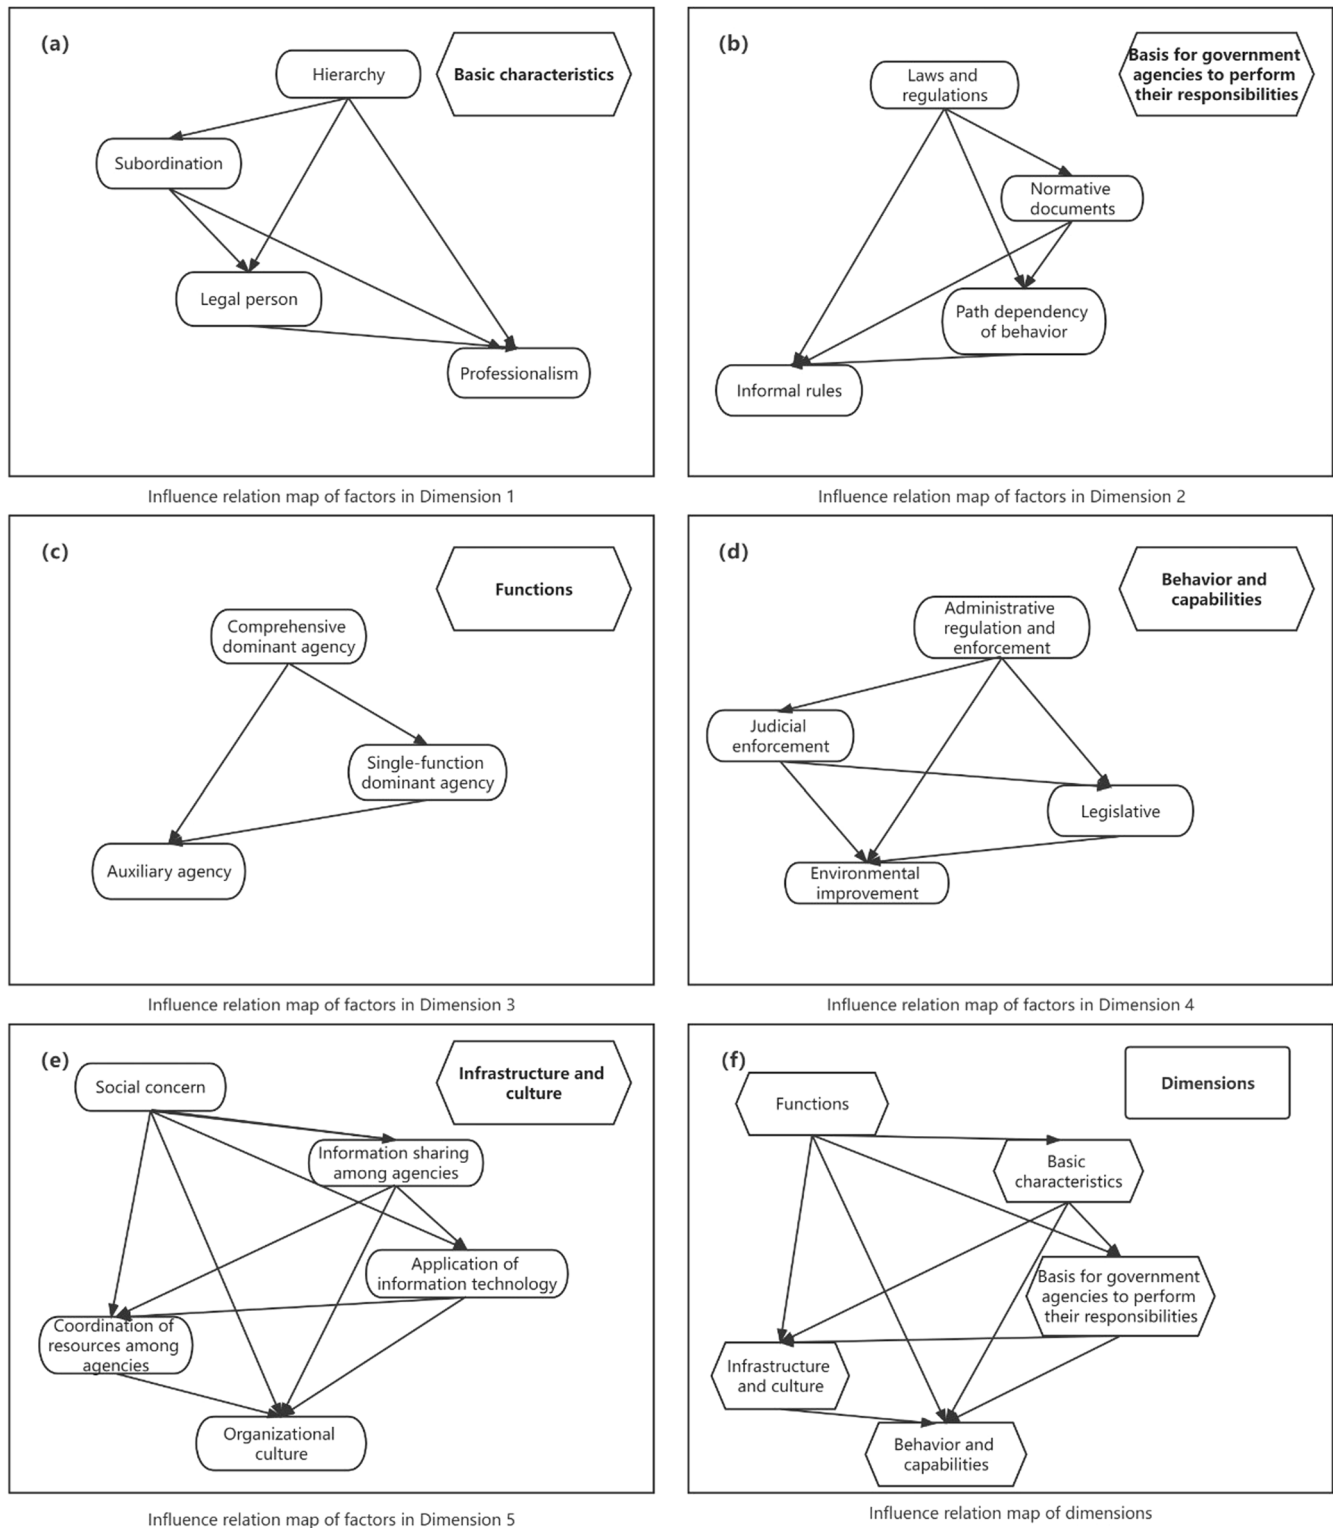 (a)
Hierarchy
Basic characteristics
Subordination
Legal person
Professionalism
Influence relation map of factors in Dimension 1
(b)
Laws and
regulations
Basis for government
agencies to perform
their responsibilities
Normative
documents
Path dependency
of behavior
Informal rules
Influence relation map of factors in Dimension 2
(c)
Functions
Comprehensive
dominant agency
Single-function
dominant agency
Auxiliary agency
Influence relation map of factors in Dimension 3
(d)
Behavior and
capabilities
Administrative
regulation and
enforcement
Judicial
enforcement
Legislative
Environmental
improvement
Influence relation map of factors in Dimension 4
(e)
Social concern
Infrastructure and
culture
Information sharing
among agencies
Application of
information technology
Coordination of
resources among
agencies
Organizational
culture
Influence relation map of factors in Dimension 5
(f)
Functions
Dimensions
Basic
characteristics
Basis for government
agencies to perform
their responsibilities
Infrastructure
and culture
Behavior and
capabilities
Influence relation map of dimensions